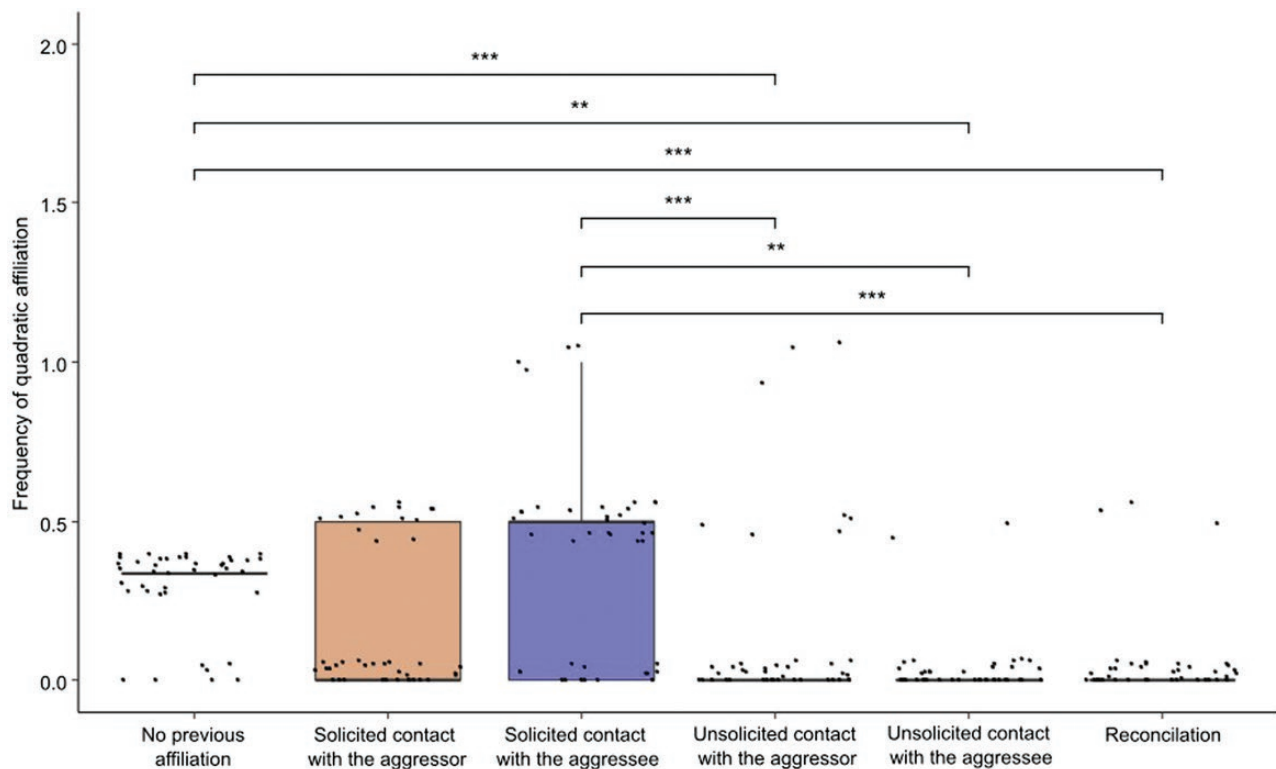 2.0
1.5
1.0
0.5
0.0
Frequency of quadratic affiliation
***
**
***
***
**
***
No previous
affiliation
Solicited contact
with the aggressor
Solicited contact
with the aggressee
Unsolicited contact
with the aggressor
Unsolicited contact
with the aggressee
Reconcilation